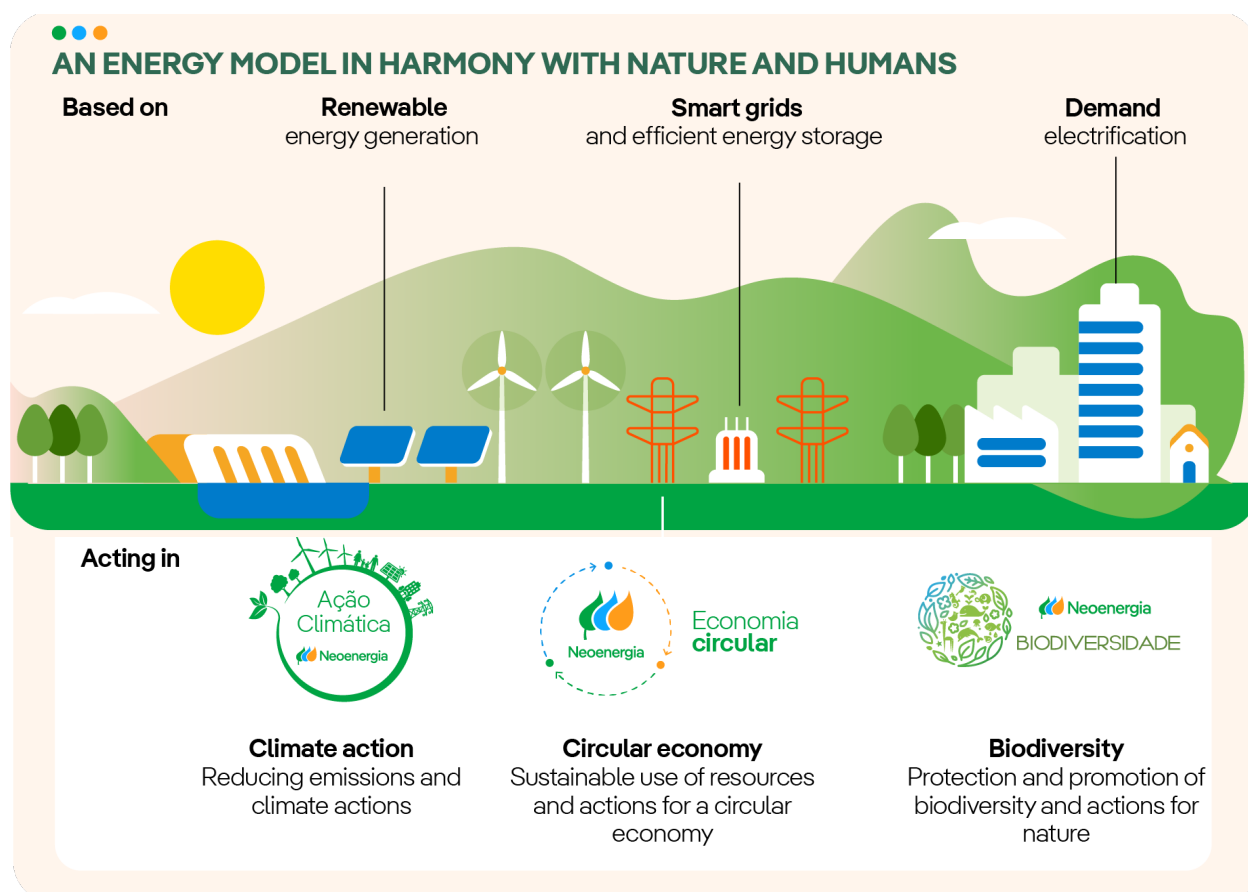 AN ENERGY MODEL IN HARMONY WITH NATURE AND HUMANS
Based on
Renewable
energy generation
Smart grids
and efficient energy storage
Demand
electrification
Acting in
Ação
Climática
Neoenergia
Neoenergia
Economia
circular
Neoenergia
BIODIVERSIDADE
Climate action
Reducing emissions and
climate actions
Circular economy
Sustainable use of resources
and actions for a circular
economy
Biodiversity
Protection and promotion of
biodiversity and actions for
nature